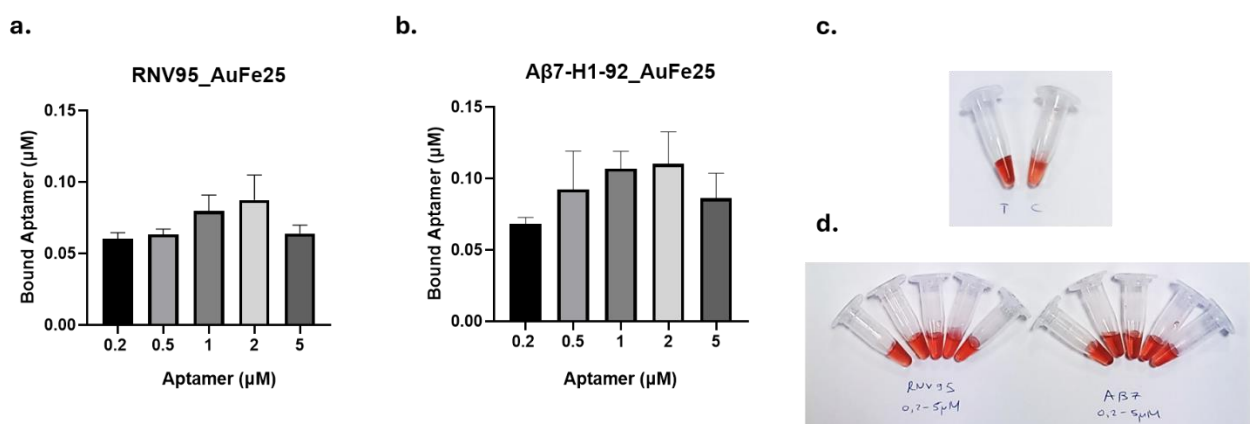 a.
RNV95_AuFe25
Bound Aptamer (µM)
0.15
0.10
0.05
0.00
0.2 0.5 1 2 5
Aptamer (µM)
b.
Aβ7-H1-92_AuFe25
Bound Aptamer (µM)
0.15
0.10
0.05
0.00
0.2 0.5 1 2 5
Aptamer (µM)
c.
T C
d.
RNV95
0,2-5µM
AB7
0,2-5µM